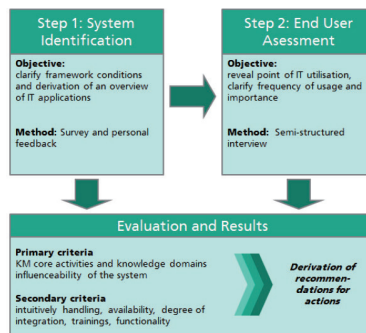 Step 1: System
Identification
Objective:
clarify framework conditions
and derivation of an overview
of IT applications
Method: Survey and personal
feedback
Step 2: End User
Asessment
Objective:
reveal point of IT utilisation,
clarify frequency of usage and
importance
Method: Semi-structured
interview
Evaluation and Results
Primary criteria
KM core activities and knowledge domains
influenceability of the system
Secondary criteria
intuitively handling, availability, degree of
integration, trainings, functionality
Derivation of
recommen-
dations for
actions